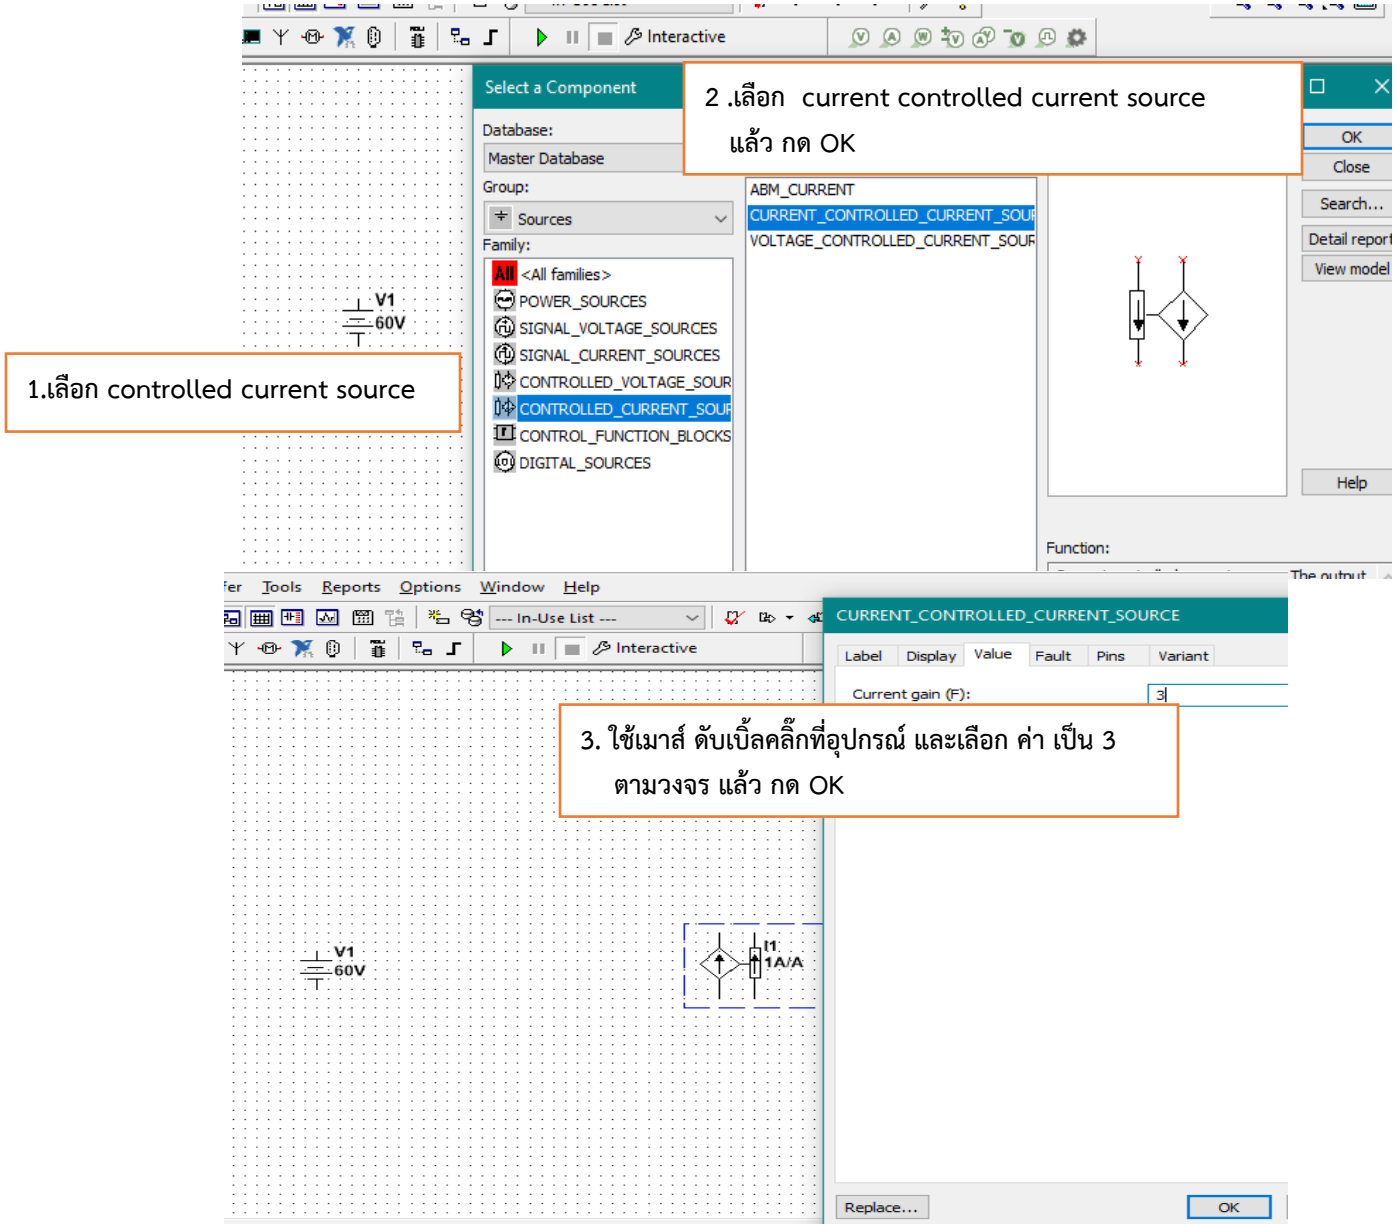 Interactive
Select a Component
2 .เลือก current controlled current source
แล้ว กด OK
Database:
Master Database
Group:
Sources
Family:
All <All families>
POWER_SOURCES
SIGNAL_VOLTAGE_SOURCES
SIGNAL_CURRENT_SOURCES
CONTROLLED_VOLTAGE_SOUR
CONTROLLED_CURRENT_SOUR
CONTROL_FUNCTION_BLOCKS
DIGITAL_SOURCES
ABM_CURRENT
CURRENT_CONTROLLED_CURRENT_SOUR
VOLTAGE_CONTROLLED_CURRENT_SOUR
OK
Close
Search...
Detail report
View model
Help
Function:
The output
V1
60V
1.เลือก controlled current source
fer Tools Reports Options Window Help
--- In-Use List ---
Interactive
CURRENT_CONTROLLED_CURRENT_SOURCE
Label Display Value Fault Pins Variant
Current gain (F): 3
3. ใช้เมาส์ ดับเบิ้ลคลิ๊กที่อุปกรณ์ และเลือก ค่า เป็น 3
ตามวงจร แล้ว กด OK
V1
60V
I1
1A/A
Replace...
OK